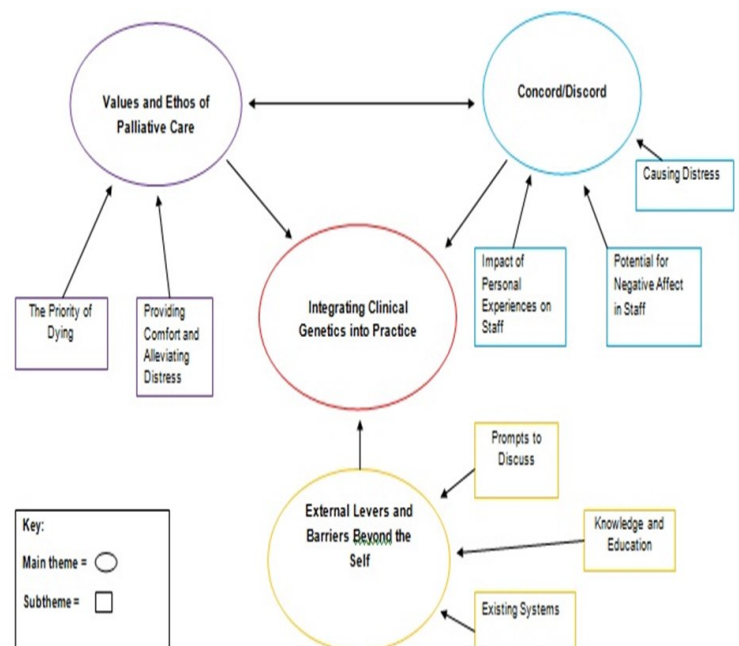 Values and Ethos of
Palliative Care
Concord/Discord
Causing Distress
Impact of
Personal
Experiences on
Staff
Potential for
Negative Affect
in Staff
The Priority of
Dying
Providing
Comfort and
Alleviating
Distress
Integrating Clinical
Genetics into Practice
Prompts to
Discuss
External Levers and
Barriers Beyond the
Self
Knowledge and
Education
Existing Systems
Key:
Main theme =
Subtheme =